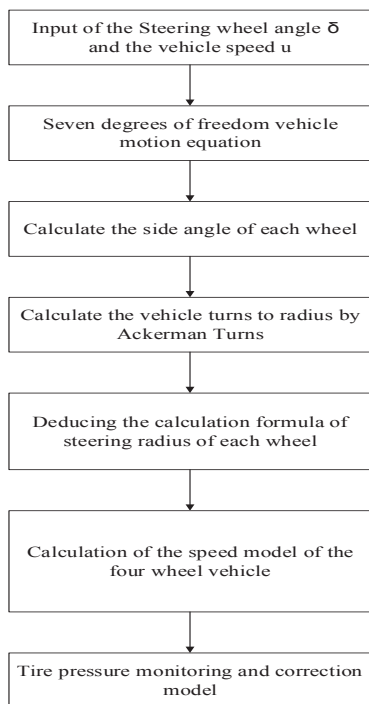 Input of the Steering wheel angle δ
and the vehicle speed u
Seven degrees of freedom vehicle
motion equation
Calculate the side angle of each wheel
Calculate the vehicle turns to radius by
Ackerman Turns
Deducing the calculation formula of
steering radius of each wheel
Calculation of the speed model of the
four wheel vehicle
Tire pressure monitoring and correction
model